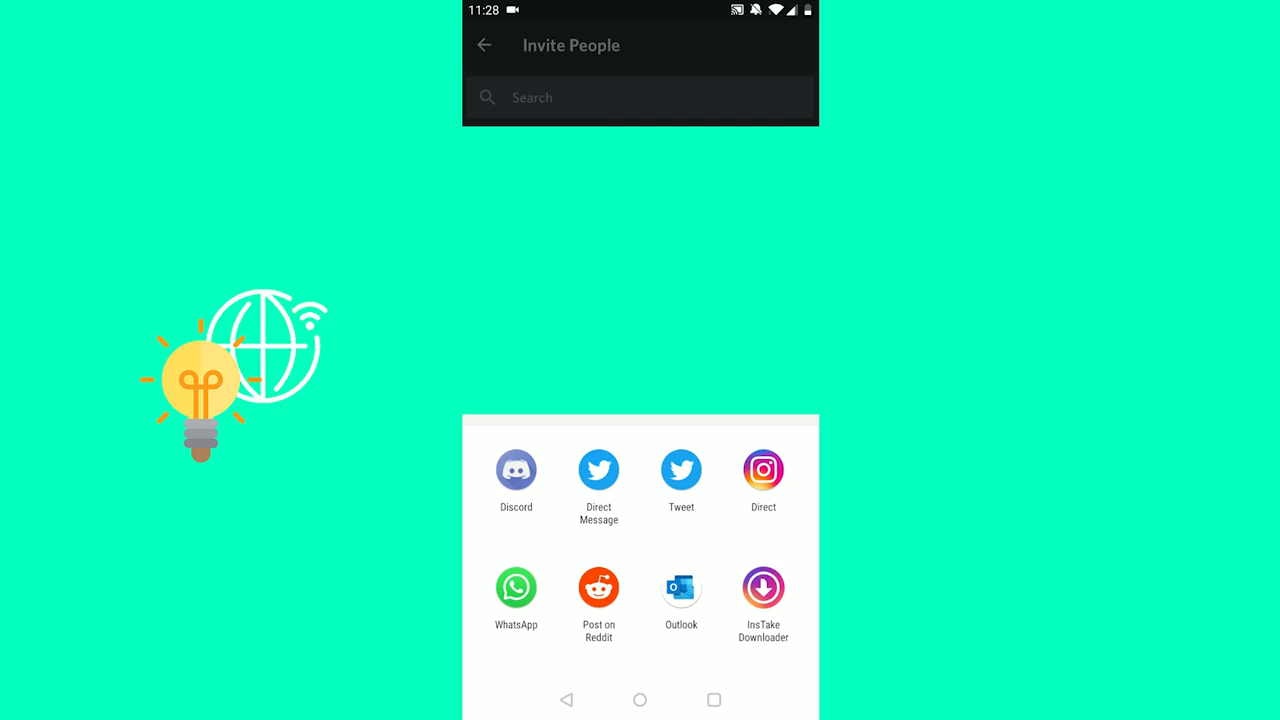 11:28
Invite People
Search
Discord
Direct
Message
Tweet
Direct
WhatsApp
Post on
Reddit
Outlook
InsTake
Downloader